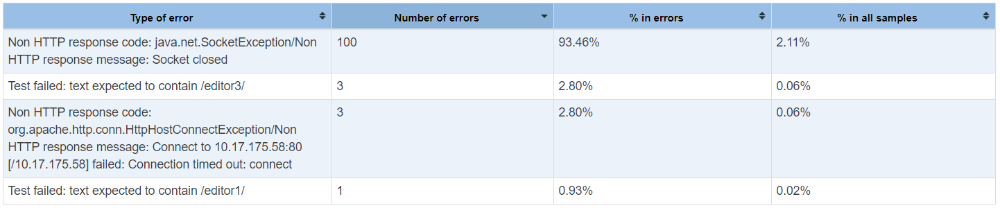 Type of error Number of errors % in errors % in all samples
Non HTTP response code: java.net.SocketException/Non 100 93.46% 2.11%
HTTP response message: Socket closed
Test failed: text expected to contain /editor3/ 3 2.80% 0.06%
Non HTTP response code: 3 2.80% 0.06%
org.apache.http.conn.HttpHostConnectException/Non
HTTP response message: Connect to 10.17.175.58:80
[/10.17.175.58] failed: Connection timed out: connect
Test failed: text expected to contain /editor1/ 1 0.93% 0.02%